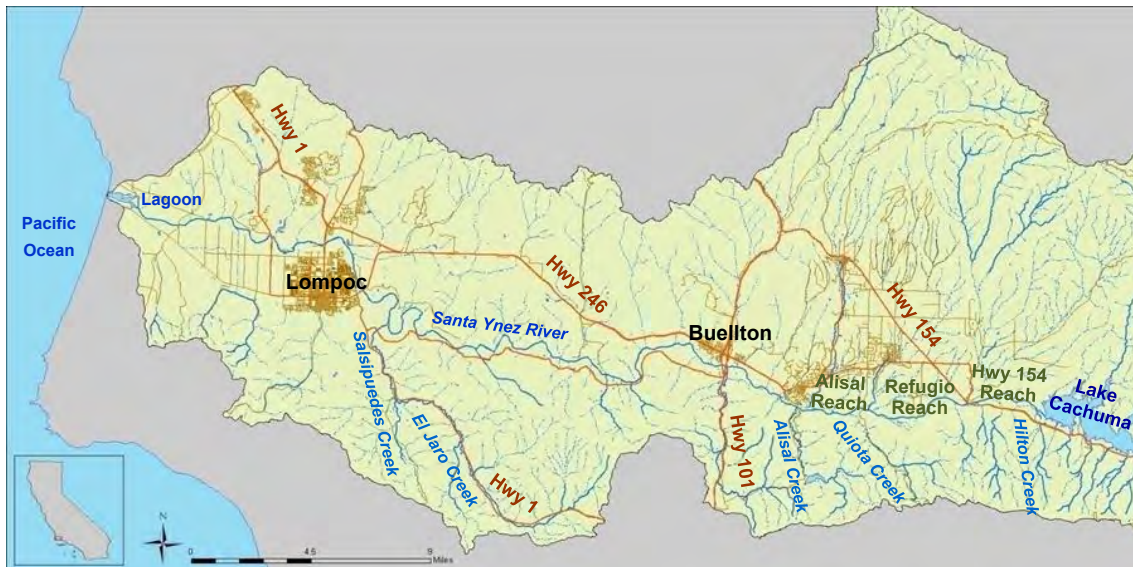 Hwy 1
Lagoon
Pacific
Ocean
Lompoc
Hwy 246
Santa Ynez River
Buellton
Hwy 154
Salsipuedes Creek
El Jaro Creek
Hwy 1
Hwy 101
Alisal
Reach
Refugio
Reach
Hwy 154
Reach
Lake
Cachuma
Alisal Creek
Quiota Creek
Hilton Creek
N
0 4.5 9
Miles